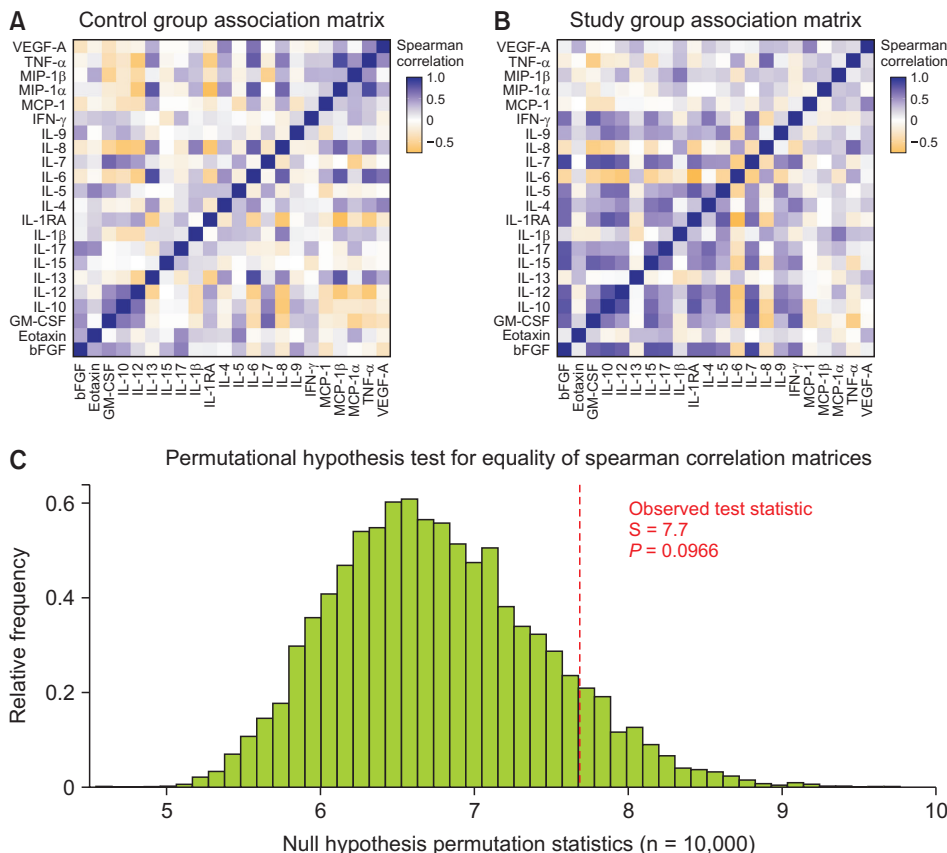 A
Control group association matrix
VEGF-A
TNF-α
MIP-1β
MIP-1α
MCP-1
IFN-γ
IL-9
IL-8
IL-7
IL-6
IL-5
IL-4
IL-1RA
IL-1β
IL-17
IL-15
IL-13
IL-12
IL-10
GM-CSF
Eotaxin
bFGF
bFGF
Eotaxin
GM-CSF
IL-10
IL-12
IL-13
IL-15
IL-17
IL-1β
IL-1RA
IL-4
IL-5
IL-6
IL-7
IL-8
IL-9
IFN-γ
MCP-1
MCP-1β
MCP-1α
TNF-α
VEGF-A
Spearman
correlation
1.0
0.5
0
−0.5
B
Study group association matrix
VEGF-A
TNF-α
MIP-1β
MIP-1α
MCP-1
IFN-γ
IL-9
IL-8
IL-7
IL-6
IL-5
IL-4
IL-1RA
IL-1β
IL-17
IL-15
IL-13
IL-12
IL-10
GM-CSF
Eotaxin
bFGF
bFGF
Eotaxin
GM-CSF
IL-10
IL-12
IL-13
IL-15
IL-17
IL-1β
IL-1RA
IL-4
IL-5
IL-6
IL-7
IL-8
IL-9
IFN-γ
MCP-1
MCP-1β
MCP-1α
TNF-α
VEGF-A
Spearman
correlation
1.0
0.5
0
−0.5
C
Permutational hypothesis test for equality of spearman correlation matrices
Relative frequency
0.6
0.4
0.2
0
Observed test statistic
S = 7.7
P = 0.0966
5
6
7
8
9
10
Null hypothesis permutation statistics (n = 10,000)